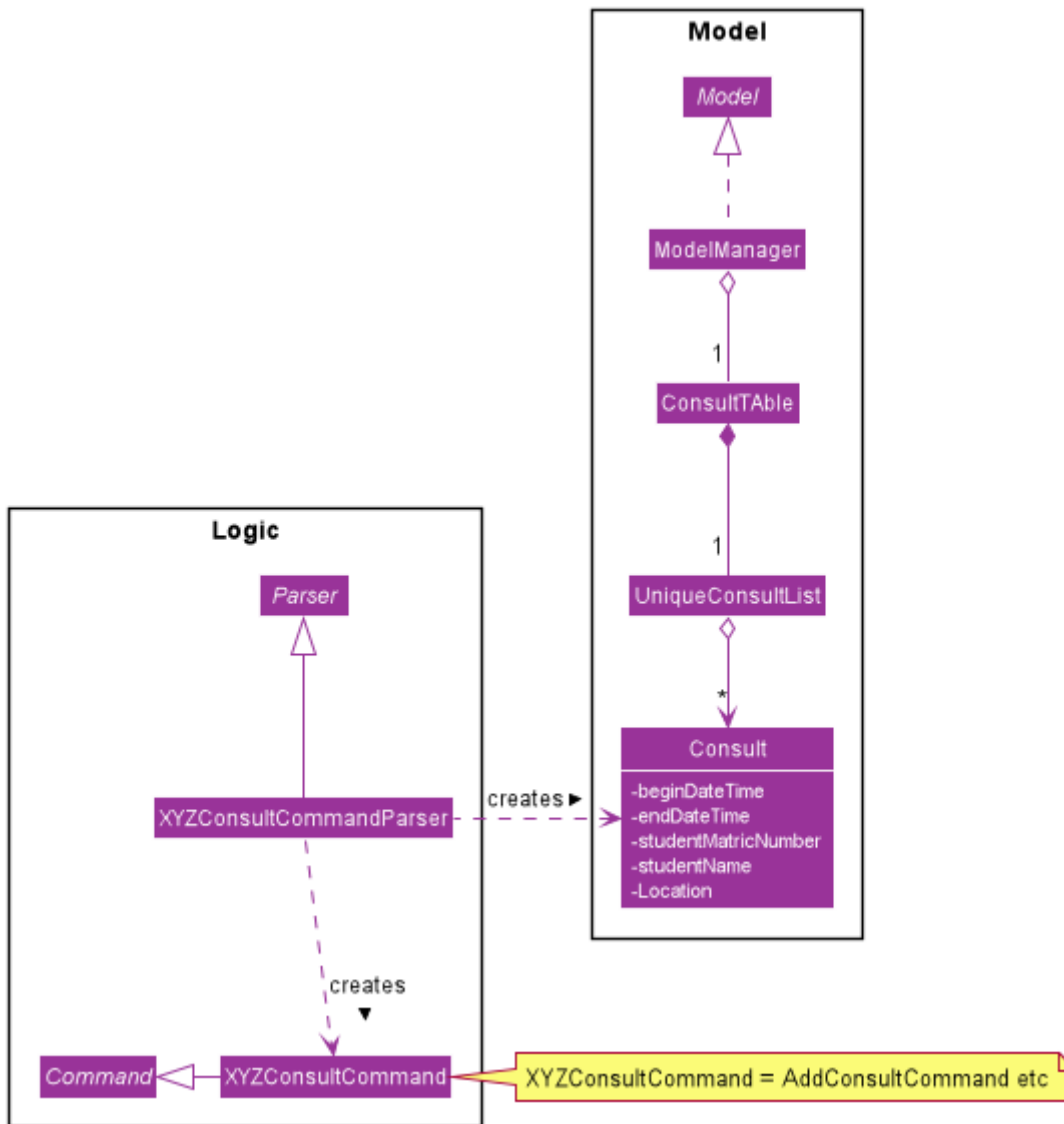 Model
Model
ModelManager
1
ConsultTAble
1
UniqueConsultList
*
Consult
-beginDateTime
-endDateTime
-studentMatricNumber
-studentName
-Location
Logic
Parser
XYZConsultCommandParser
creates ►
creates
▼
Command
XYZConsultCommand
XYZConsultCommand = AddConsultCommand etc